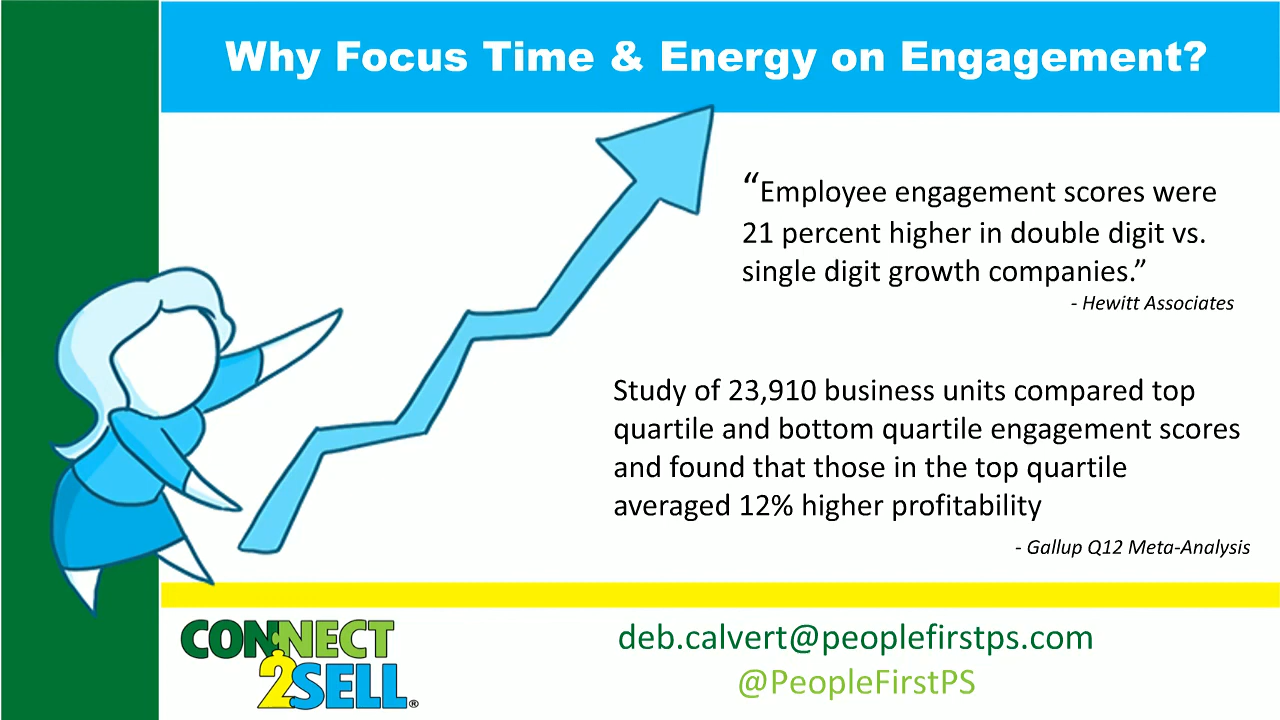 Why Focus Time & Energy on Engagement?
“Employee engagement scores were
21 percent higher in double digit vs.
single digit growth companies.”
- Hewitt Associates
Study of 23,910 business units compared top
quartile and bottom quartile engagement scores
and found that those in the top quartile
averaged 12% higher profitability
- Gallup Q12 Meta-Analysis
CONNECT
2SELL®
deb.calvert@peoplefirstps.com
@PeopleFirstPS